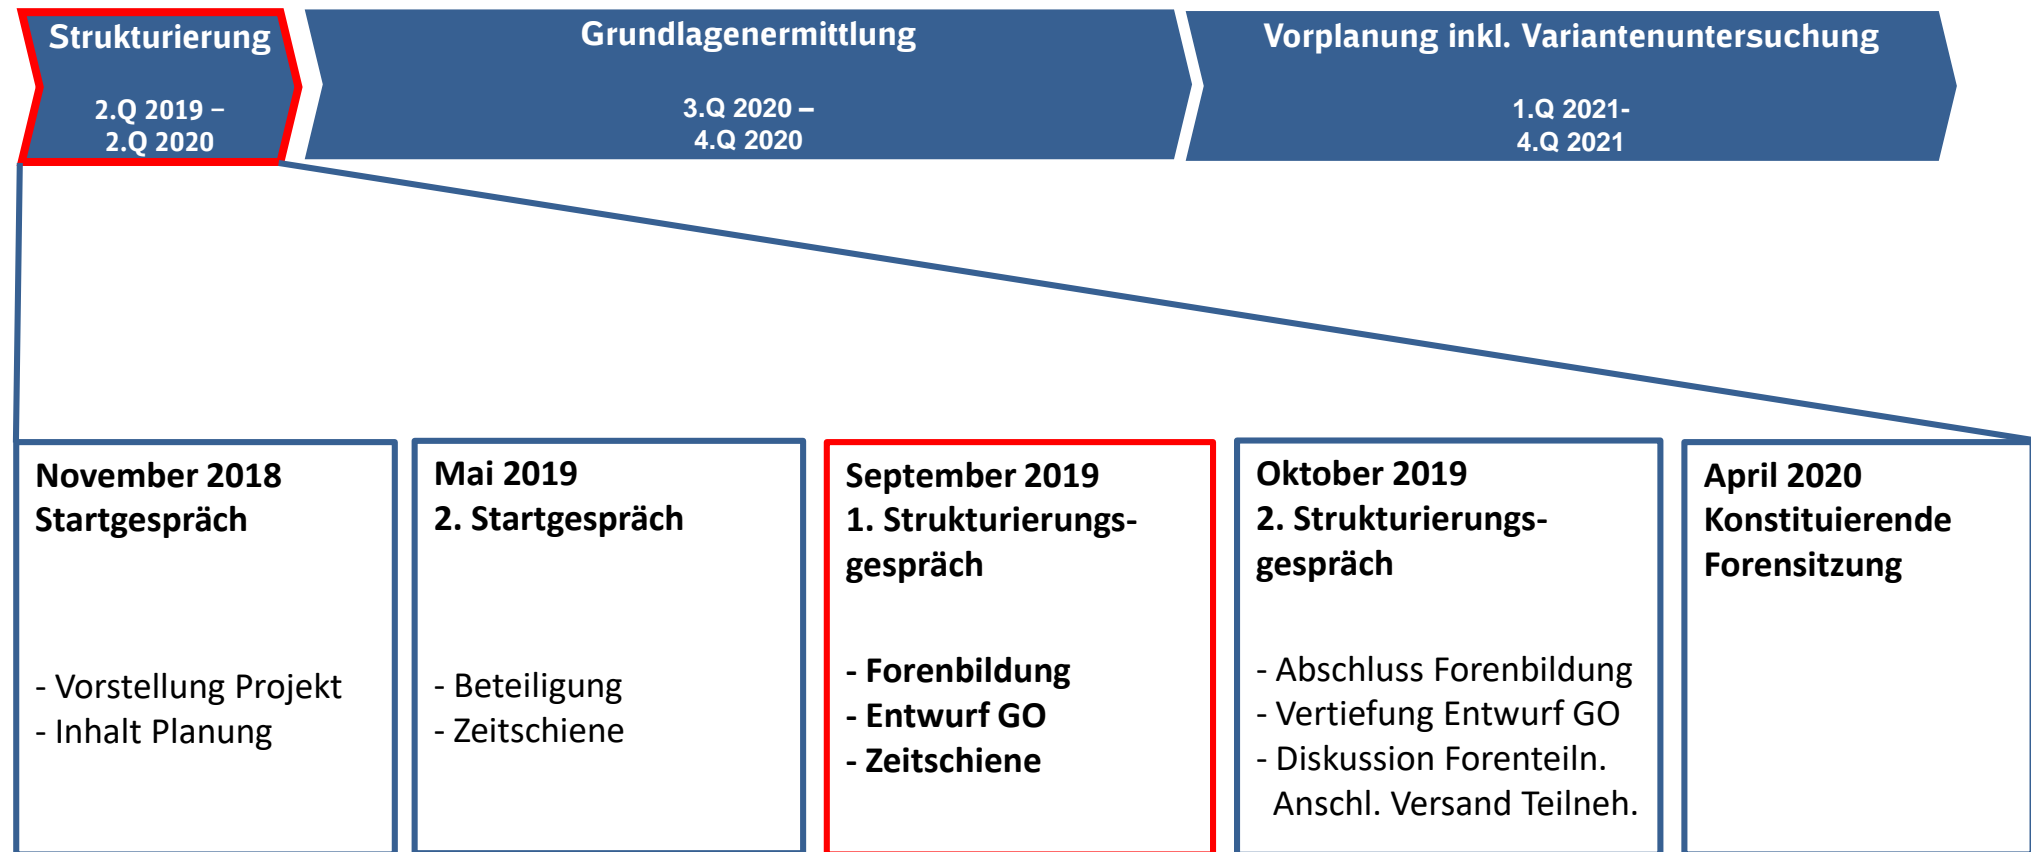 Strukturierung
2.Q 2019 –
2.Q 2020
Grundlagenermittlung
3.Q 2020 –
4.Q 2020
Vorplanung inkl. Variantenuntersuchung
1.Q 2021-
4.Q 2021
November 2018
Startgespräch
- Vorstellung Projekt
- Inhalt Planung
Mai 2019
2. Startgespräch
- Beteiligung
- Zeitschiene
September 2019
1. Strukturierungs-
gespräch
- Forenbildung
- Entwurf GO
- Zeitschiene
Oktober 2019
2. Strukturierungs-
gespräch
- Abschluss Forenbildung
- Vertiefung Entwurf GO
- Diskussion Forenteiln.
Anschl. Versand Teilneh.
April 2020
Konstituierende
Forensitzung